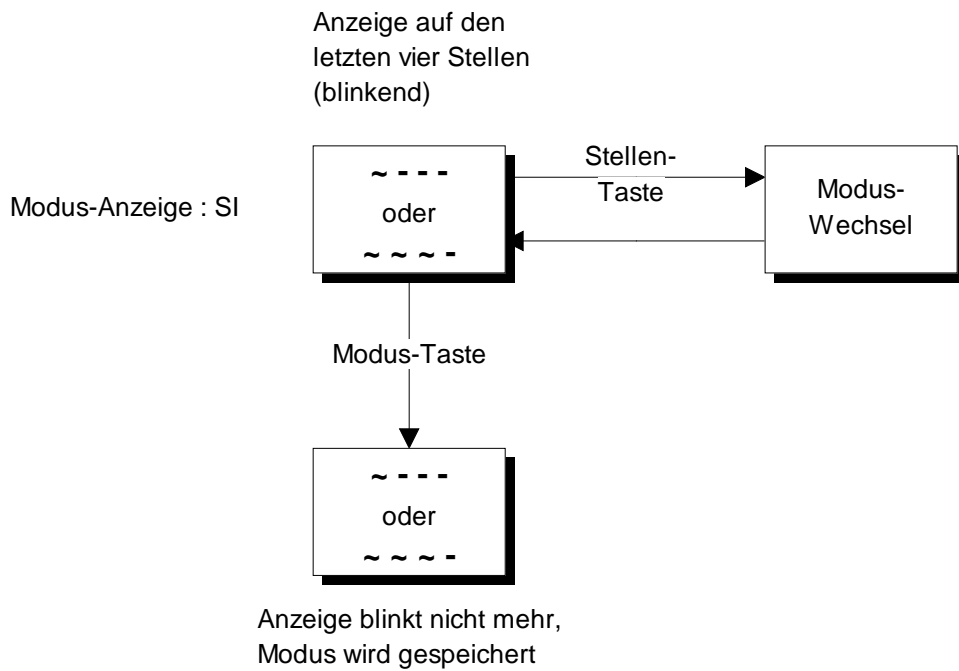 Anzeige auf den
letzten vier Stellen
(blinkend)
Modus-Anzeige : SI
~ - - -
oder
~ ~ ~ -
Stellen-
Taste
Modus-
Wechsel
Modus-Taste
~ - - -
oder
~ ~ ~ -
Anzeige blinkt nicht mehr,
Modus wird gespeichert